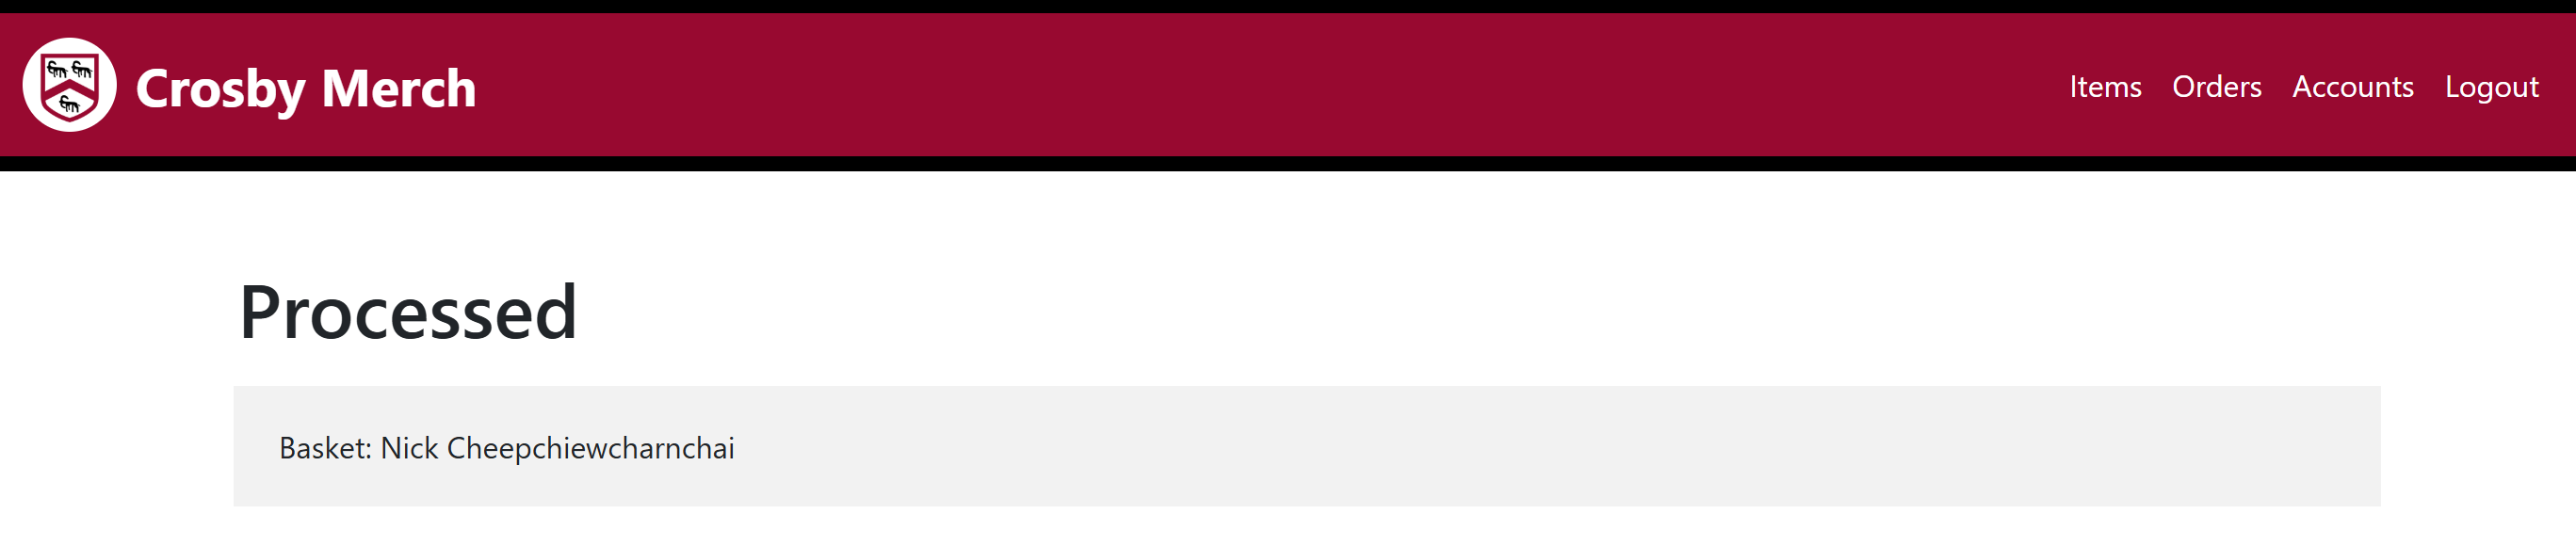 Crosby Merch
Items Orders Accounts Logout
Processed
Basket: Nick Cheepchiewcharnchai